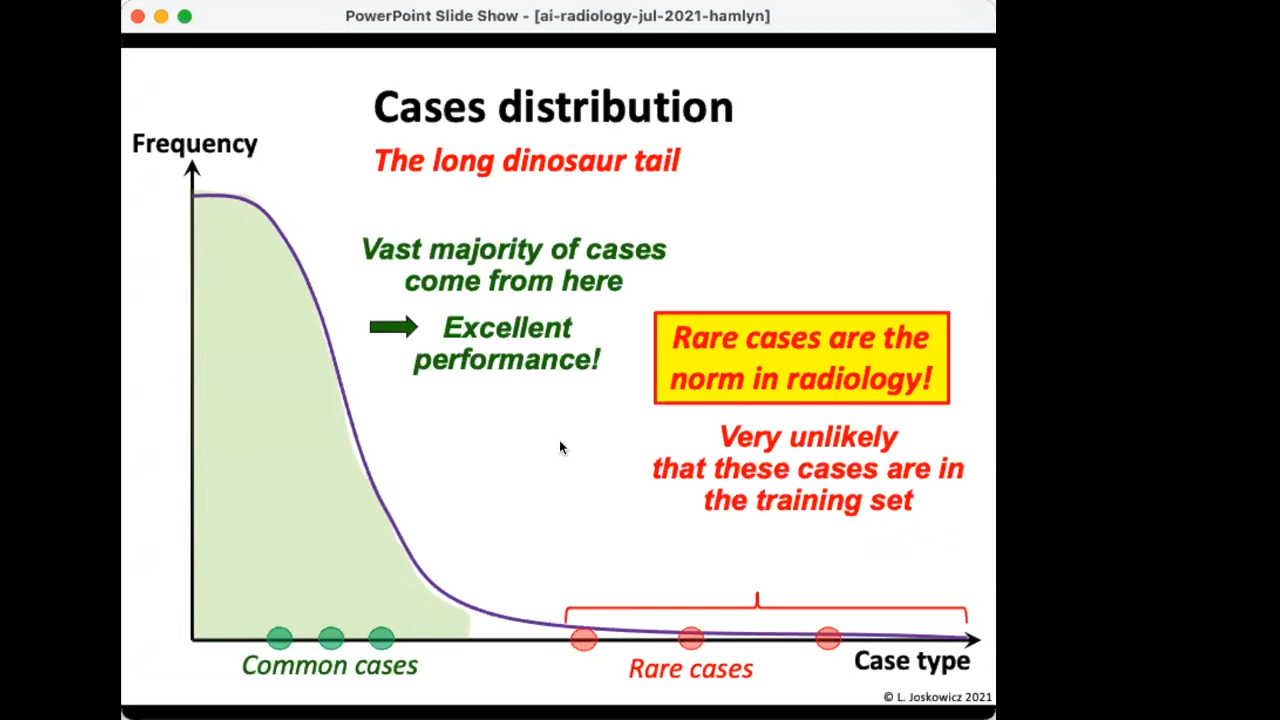 PowerPoint Slide Show - [ai-radiology-jul-2021-hamlyn]
Cases distribution
The long dinosaur tail
Frequency
Vast majority of cases
come from here
Excellent
performance!
Rare cases are the
norm in radiology!
Very unlikely
that these cases are in
the training set
Common cases
Rare cases
Case type
© L. Joskowicz 2021